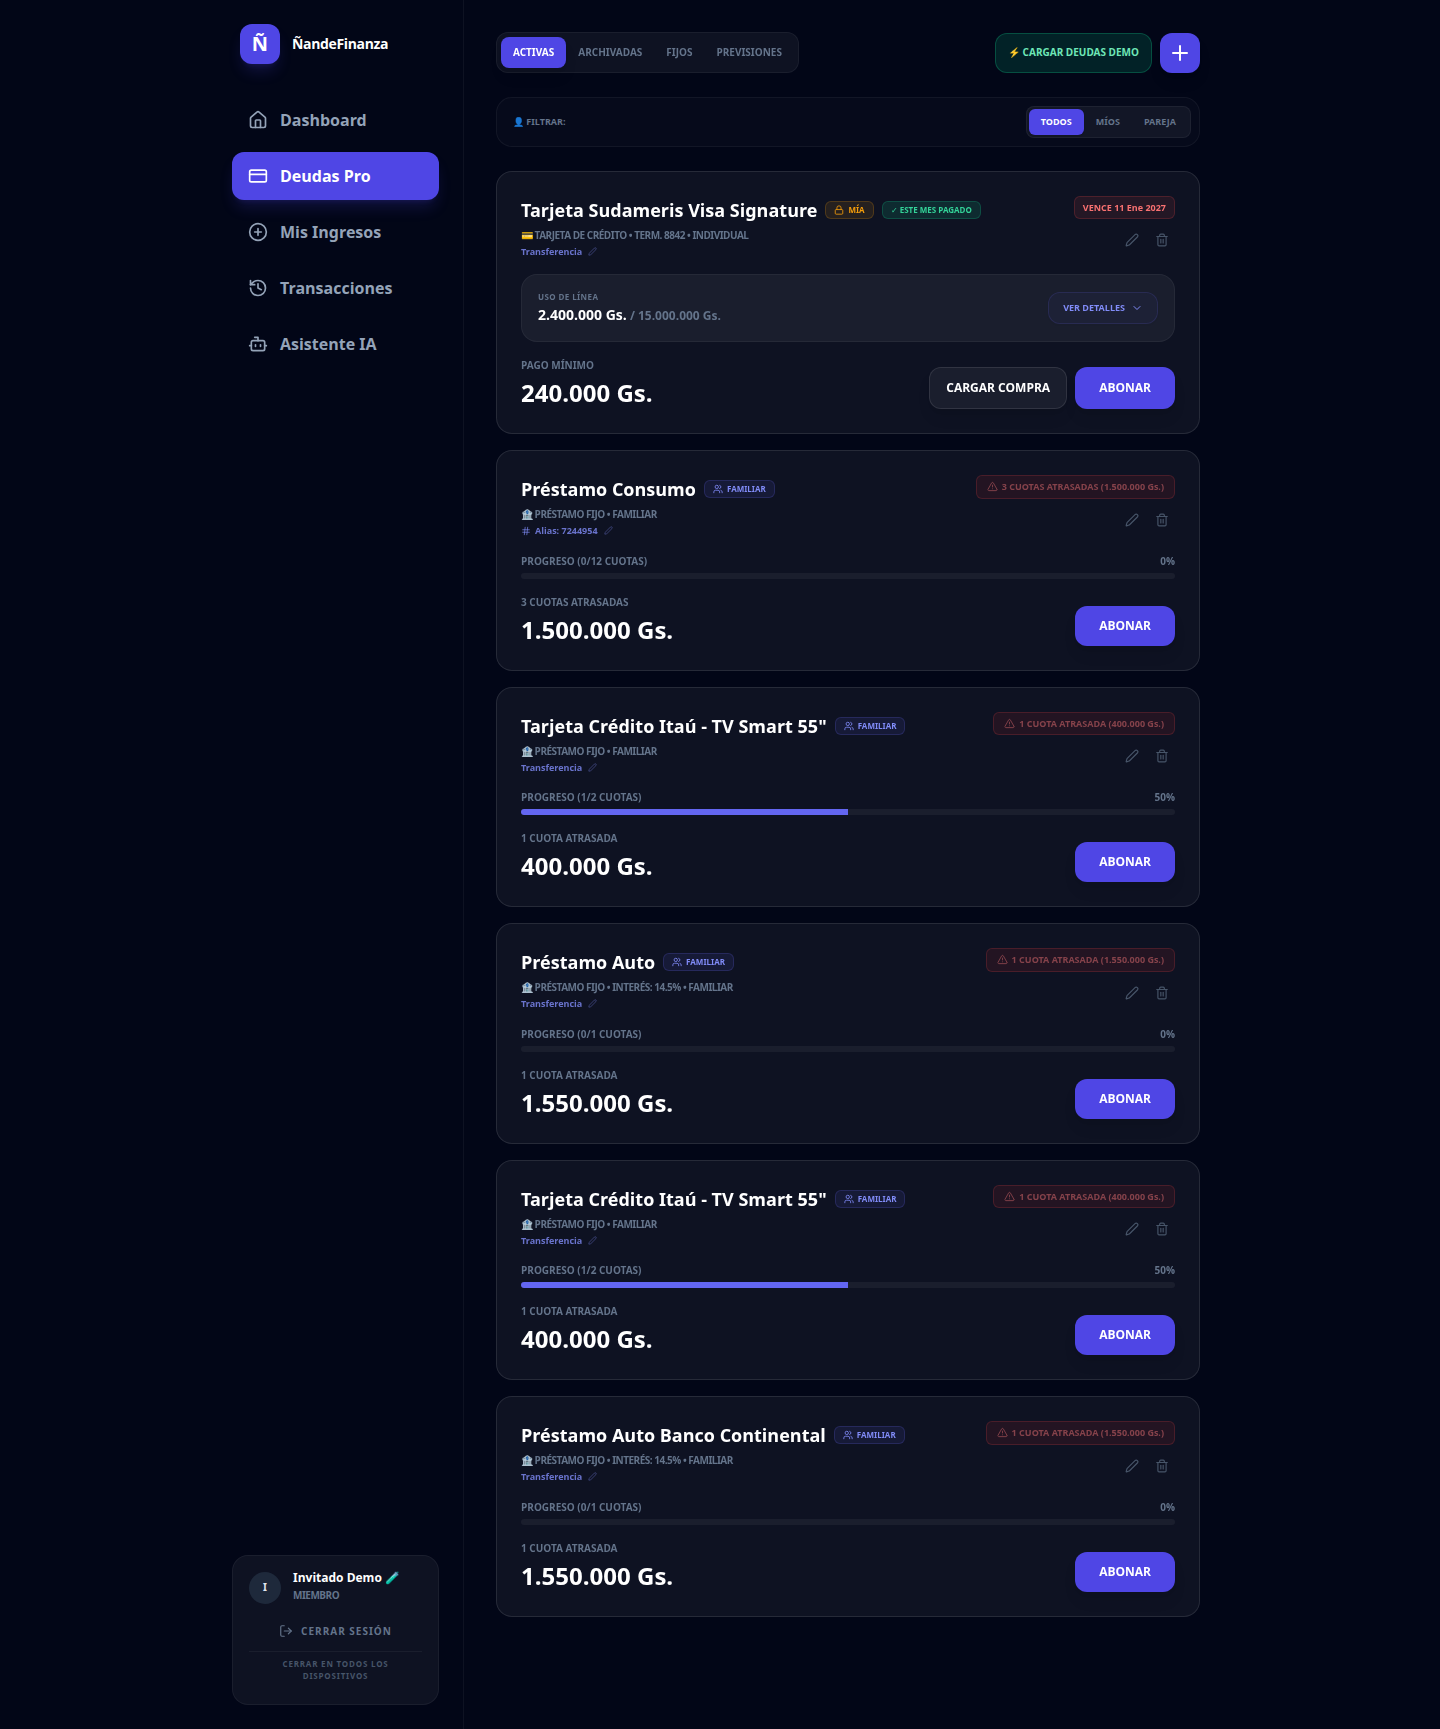 Ñ
ÑandeFinanza
Dashboard
Deudas Pro
Mis Ingresos
Transacciones
Asistente IA
ACTIVAS ARCHIVADAS FIJOS PREVISIONES
⚡ CARGAR DEUDAS DEMO
👤 FILTRAR:
TODOS MÍOS PAREJA
Tarjeta Sudameris Visa Signature MÍA ✓ ESTE MES PAGADO
VENCE 11 Ene 2027
💳 TARJETA DE CRÉDITO • TERM. 8842 • INDIVIDUAL
Transferencia
USO DE LÍNEA
2.400.000 Gs. / 15.000.000 Gs.
VER DETALLES
PAGO MÍNIMO
240.000 Gs.
CARGAR COMPRA
ABONAR
Préstamo Consumo FAMILIAR
3 CUOTAS ATRASADAS (1.500.000 Gs.)
🏦 PRÉSTAMO FIJO • FAMILIAR
Alias: 7244954
PROGRESO (0/12 CUOTAS) 0%
3 CUOTAS ATRASADAS
1.500.000 Gs.
ABONAR
Tarjeta Crédito Itaú - TV Smart 55" FAMILIAR
1 CUOTA ATRASADA (400.000 Gs.)
🏦 PRÉSTAMO FIJO • FAMILIAR
Transferencia
PROGRESO (1/2 CUOTAS) 50%
1 CUOTA ATRASADA
400.000 Gs.
ABONAR
Préstamo Auto FAMILIAR
1 CUOTA ATRASADA (1.550.000 Gs.)
🏦 PRÉSTAMO FIJO • INTERÉS: 14.5% • FAMILIAR
Transferencia
PROGRESO (0/1 CUOTAS) 0%
1 CUOTA ATRASADA
1.550.000 Gs.
ABONAR
Tarjeta Crédito Itaú - TV Smart 55" FAMILIAR
1 CUOTA ATRASADA (400.000 Gs.)
🏦 PRÉSTAMO FIJO • FAMILIAR
Transferencia
PROGRESO (1/2 CUOTAS) 50%
1 CUOTA ATRASADA
400.000 Gs.
ABONAR
Préstamo Auto Banco Continental FAMILIAR
1 CUOTA ATRASADA (1.550.000 Gs.)
🏦 PRÉSTAMO FIJO • INTERÉS: 14.5% • FAMILIAR
Transferencia
PROGRESO (0/1 CUOTAS) 0%
1 CUOTA ATRASADA
1.550.000 Gs.
ABONAR
I
Invitado Demo 🧪
MIEMBRO
CERRAR SESIÓN
CERRAR EN TODOS LOS
DISPOSITIVOS